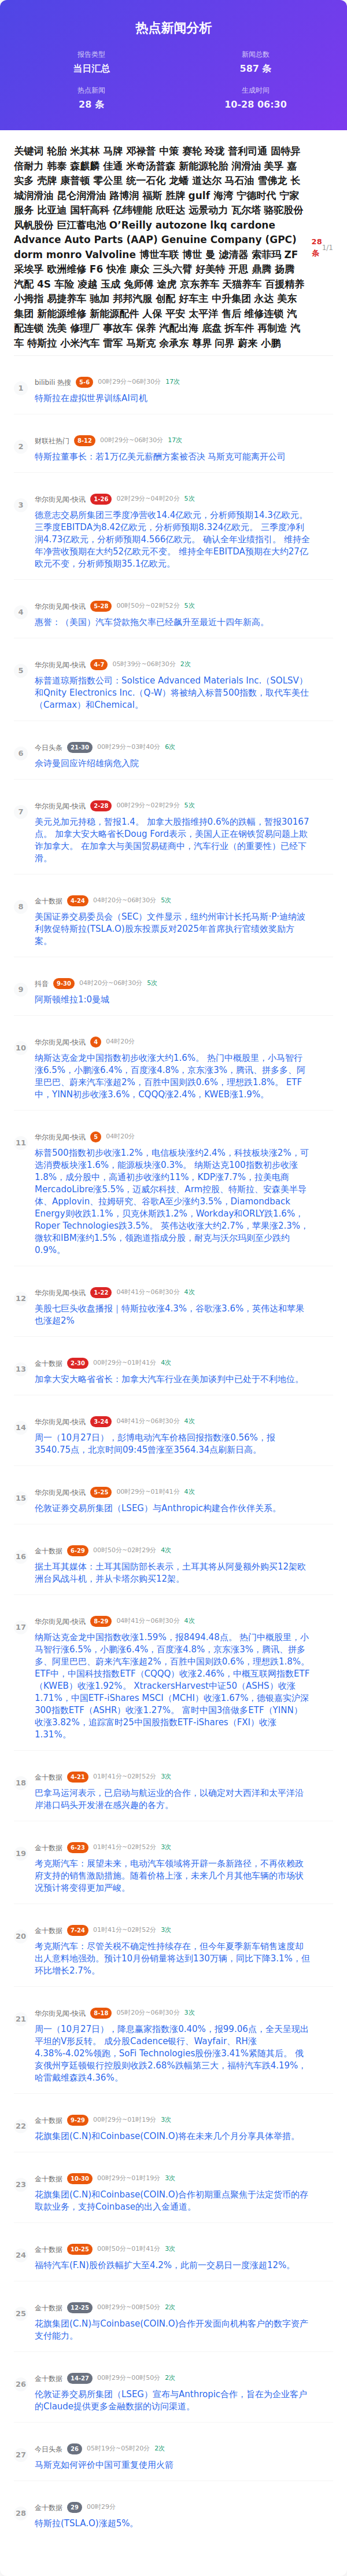 热点新闻分析
报告类型
当日汇总
新闻总数
587 条
热点新闻
28 条
生成时间
10-28 06:30
关键词 轮胎 米其林 马牌 邓禄普 中策 赛轮 玲珑 普利司通 固特异
倍耐力 韩泰 森麒麟 佳通 米奇汤普森 新能源轮胎 润滑油 美孚 嘉
实多 壳牌 康普顿 零公里 统一石化 龙蟠 道达尔 马石油 雪佛龙 长
城润滑油 昆仑润滑油 路博润 福斯 胜牌 gulf 海湾 宁德时代 宁家
服务 比亚迪 国轩高科 亿纬锂能 欣旺达 远景动力 瓦尔塔 骆驼股份
风帆股份 巨江蓄电池 O’Reilly autozone lkq cardone
Advance Auto Parts (AAP) Genuine Company (GPC)
dorm monro Valvoline 博世车联 博世 曼 滤清器 索菲玛 ZF
采埃孚 欧洲维修 F6 快准 康众 三头六臂 好美特 开思 鼎腾 扬腾
汽配 4S 车险 凌越 玉成 兔师傅 途虎 京东养车 天猫养车 百援精养
小拇指 易捷养车 驰加 邦邦汽服 创配 好车主 中升集团 永达 美东
集团 新能源维修 新能源配件 人保 平安 太平洋 售后 维修连锁 汽
配连锁 洗美 修理厂 事故车 保养 汽配出海 底盘 拆车件 再制造 汽
车 特斯拉 小米汽车 雷军 马斯克 余承东 尊界 问界 蔚来 小鹏
28
条
1/1
1
bilibili 热搜 5-6 00时29分~06时30分 17次
特斯拉在虚拟世界训练AI司机
2
财联社热门 8-12 00时29分~06时30分 17次
特斯拉董事长：若1万亿美元薪酬方案被否决 马斯克可能离开公司
3
华尔街见闻-快讯 1-26 02时29分~04时20分 5次
德意志交易所集团三季度净营收14.4亿欧元，分析师预期14.3亿欧元。
三季度EBITDA为8.42亿欧元，分析师预期8.324亿欧元。 三季度净利
润4.73亿欧元，分析师预期4.566亿欧元。 确认全年业绩指引。 维持全
年净营收预期在大约52亿欧元不变。 维持全年EBITDA预期在大约27亿
欧元不变，分析师预期35.1亿欧元。
4
华尔街见闻-快讯 5-28 00时50分~02时52分 5次
惠誉：（美国）汽车贷款拖欠率已经飙升至最近十四年新高。
5
华尔街见闻-快讯 4-7 05时39分~06时30分 2次
标普道琼斯指数公司：Solstice Advanced Materials Inc.（SOLSV）
和Qnity Electronics Inc.（Q-W）将被纳入标普500指数，取代车美仕
（Carmax）和Chemical。
6
今日头条 21-30 00时29分~03时40分 6次
佘诗曼回应许绍雄病危入院
7
华尔街见闻-快讯 2-28 00时29分~02时29分 5次
美元兑加元持稳，暂报1.4。 加拿大股指维持0.6%的跌幅，暂报30167
点。 加拿大安大略省长Doug Ford表示，美国人正在钢铁贸易问题上欺
诈加拿大。 在加拿大与美国贸易磋商中，汽车行业（的重要性）已经下
滑。
8
金十数据 4-24 04时20分~06时30分 5次
美国证券交易委员会（SEC）文件显示，纽约州审计长托马斯·P·迪纳波
利敦促特斯拉(TSLA.O)股东投票反对2025年首席执行官绩效奖励方
案。
9
抖音 9-30 04时20分~06时30分 5次
阿斯顿维拉1:0曼城
10
华尔街见闻-快讯 4 04时20分
纳斯达克金龙中国指数初步收涨大约1.6%。 热门中概股里，小马智行
涨6.5%，小鹏涨6.4%，百度涨4.8%，京东涨3%，腾讯、拼多多、阿
里巴巴、蔚来汽车涨超2%，百胜中国则跌0.6%，理想跌1.8%。 ETF
中，YINN初步收涨3.6%，CQQQ涨2.4%，KWEB涨1.9%。
11
华尔街见闻-快讯 5 04时20分
标普500指数初步收涨1.2%，电信板块涨约2.4%，科技板块涨2%，可
选消费板块涨1.6%，能源板块涨0.3%。 纳斯达克100指数初步收涨
1.8%，成分股中，高通初步收涨约11%，KDP涨7.7%，拉美电商
MercadoLibre涨5.5%，迈威尔科技、Arm控股、特斯拉、安森美半导
体、Applovin、拉姆研究、谷歌A至少涨约3.5%，Diamondback
Energy则收跌1.1%，贝克休斯跌1.2%，Workday和ORLY跌1.6%，
Roper Technologies跌3.5%。 英伟达收涨大约2.7%，苹果涨2.3%，
微软和IBM涨约1.5%，领跑道指成分股，耐克与沃尔玛则至少跌约
0.9%。
12
华尔街见闻-快讯 1-22 04时41分~06时30分 4次
美股七巨头收盘播报｜特斯拉收涨4.3%，谷歌涨3.6%，英伟达和苹果
也涨超2%
13
金十数据 2-30 00时29分~01时41分 4次
加拿大安大略省省长：加拿大汽车行业在美加谈判中已处于不利地位。
14
华尔街见闻-快讯 3-24 04时41分~06时30分 4次
周一（10月27日），彭博电动汽车价格回报指数涨0.56%，报
3540.75点，北京时间09:45曾涨至3564.34点刷新日高。
15
华尔街见闻-快讯 5-25 00时29分~01时41分 4次
伦敦证券交易所集团（LSEG）与Anthropic构建合作伙伴关系。
16
金十数据 6-29 00时50分~02时29分 4次
据土耳其媒体：土耳其国防部长表示，土耳其将从阿曼额外购买12架欧
洲台风战斗机，并从卡塔尔购买12架。
17
华尔街见闻-快讯 8-29 04时41分~06时30分 4次
纳斯达克金龙中国指数收涨1.59%，报8494.48点。 热门中概股里，小
马智行涨6.5%，小鹏涨6.4%，百度涨4.8%，京东涨3%，腾讯、拼多
多、阿里巴巴、蔚来汽车涨超2%，百胜中国则跌0.6%，理想跌1.8%。
ETF中，中国科技指数ETF（CQQQ）收涨2.46%，中概互联网指数ETF
（KWEB）收涨1.92%。 XtrackersHarvest中证50（ASHS）收涨
1.71%，中国ETF-iShares MSCI（MCHI）收涨1.67%，德银嘉实沪深
300指数ETF（ASHR）收涨1.27%。 富时中国3倍做多ETF（YINN）
收涨3.82%，追踪富时25中国股指数ETF-iShares（FXI）收涨
1.31%。
18
金十数据 4-21 01时41分~02时52分 3次
巴拿马运河表示，已启动与航运业的合作，以确定对大西洋和太平洋沿
岸港口码头开发潜在感兴趣的各方。
19
金十数据 6-23 01时41分~02时52分 3次
考克斯汽车：展望未来，电动汽车领域将开辟一条新路径，不再依赖政
府支持的销售激励措施。随着价格上涨，未来几个月其他车辆的市场状
况预计将变得更加严峻。
20
金十数据 7-24 01时41分~02时52分 3次
考克斯汽车：尽管关税不确定性持续存在，但今年夏季新车销售速度却
出人意料地强劲。预计10月份销量将达到130万辆，同比下降3.1%，但
环比增长2.7%。
21
华尔街见闻-快讯 8-18 05时20分~06时30分 3次
周一（10月27日），降息赢家指数涨0.40%，报99.06点，全天呈现出
平坦的V形反转。 成分股Cadence银行、Wayfair、RH涨
4.38%-4.02%领跑，SoFi Technologies股份涨3.41%紧随其后。 俄
亥俄州亨廷顿银行控股则收跌2.68%跌幅第三大，福特汽车跌4.19%，
哈雷戴维森跌4.36%。
22
金十数据 9-29 00时29分~01时19分 3次
花旗集团(C.N)和Coinbase(COIN.O)将在未来几个月分享具体举措。
23
金十数据 10-30 00时29分~01时19分 3次
花旗集团(C.N)和Coinbase(COIN.O)合作初期重点聚焦于法定货币的存
取款业务，支持Coinbase的出入金通道。
24
金十数据 10-25 00时50分~01时41分 3次
福特汽车(F.N)股价跌幅扩大至4.2%，此前一交易日一度涨超12%。
25
金十数据 12-25 00时29分~00时50分 2次
花旗集团(C.N)与Coinbase(COIN.O)合作开发面向机构客户的数字资产
支付能力。
26
金十数据 14-27 00时29分~00时50分 2次
伦敦证券交易所集团（LSEG）宣布与Anthropic合作，旨在为企业客户
的Claude提供更多金融数据的访问渠道。
27
今日头条 26 05时19分~05时20分 2次
马斯克如何评价中国可重复使用火箭
28
金十数据 29 00时29分
特斯拉(TSLA.O)涨超5%。